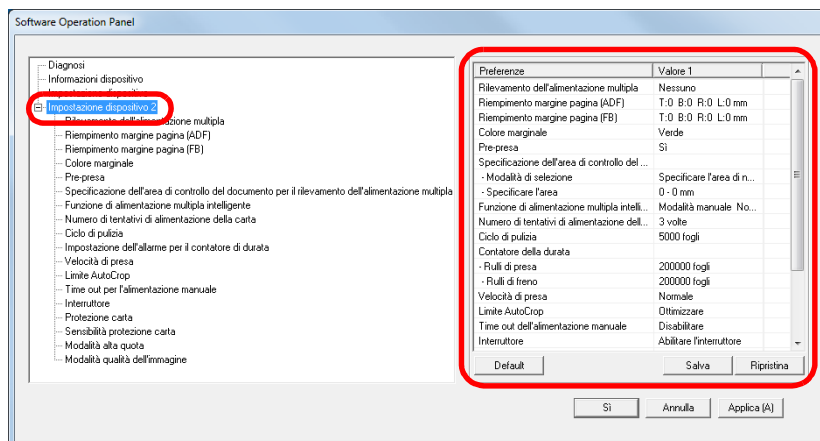 Software Operation Panel
Diagnosi
Informazioni dispositivo
Impostazione dispositivo
Impostazione dispositivo 2
Rilevamento dell'alimentazione multipla
Riempimento margine pagina (ADF)
Riempimento margine pagina (FB)
Colore marginale
Pre-presa
Specificazione dell'area di controllo del documento per il rilevamento dell'alimentazione multipla
Funzione di alimentazione multipla intelligente
Numero di tentativi di alimentazione della carta
Ciclo di pulizia
Impostazione dell'allarme per il contatore di durata
Velocità di presa
Limite AutoCrop
Time out per l'alimentazione manuale
Interruttore
Protezione carta
Sensibilità protezione carta
Modalità alta quota
Modalità qualità dell'immagine
Preferenze Valore 1
Rilevamento dell'alimentazione multipla Nessuno
Riempimento margine pagina (ADF) T:0 B:0 R:0 L:0 mm
Riempimento margine pagina (FB) T:0 B:0 R:0 L:0 mm
Colore marginale Verde
Pre-presa Sì
Specificazione dell'area di controllo del ...
- Modalità di selezione Specificare l'area di n...
- Specificare l'area 0 - 0 mm
Funzione di alimentazione multipla intelli... Modalità manuale No...
Numero di tentativi di alimentazione dell... 3 volte
Ciclo di pulizia 5000 fogli
Contatore della durata
- Rulli di presa 200000 fogli
- Rulli di freno 200000 fogli
Velocità di presa Normale
Limite AutoCrop Ottimizzare
Time out dell'alimentazione manuale Disabilitare
Interruttore Abilitare l'interruttore
Default Salva Ripristina
Sì Annulla Applica (A)